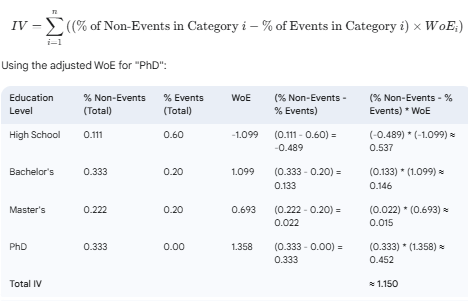 IV = \sum_{i=1}^{n} ((% of Non-Events in Category i − % of Events in Category i) × WoE_i)
Using the adjusted WoE for "PhD":
Education Level | % Non-Events (Total) | % Events (Total) | WoE | (% Non-Events - % Events) | (% Non-Events - % Events) * WoE
High School | 0.111 | 0.60 | -1.099 | (0.111 - 0.60) = -0.489 | (-0.489) * (-1.099) ≈ 0.537
Bachelor's | 0.333 | 0.20 | 1.099 | (0.333 - 0.20) = 0.133 | (0.133) * (1.099) ≈ 0.146
Master's | 0.222 | 0.20 | 0.693 | (0.222 - 0.20) = 0.022 | (0.022) * (0.693) ≈ 0.015
PhD | 0.333 | 0.00 | 1.358 | (0.333 - 0.00) = 0.333 | (0.333) * (1.358) ≈ 0.452
Total IV | ≈ 1.150